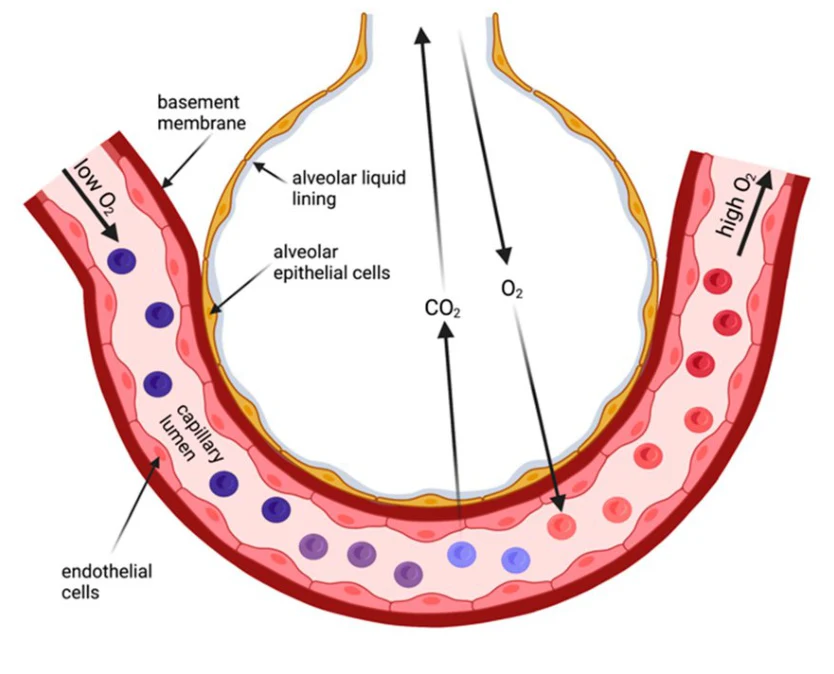 basement
membrane
low O₂
alveolar liquid
lining
high O₂
alveolar
epithelial cells
CO₂
O₂
capillary
lumen
endothelial
cells